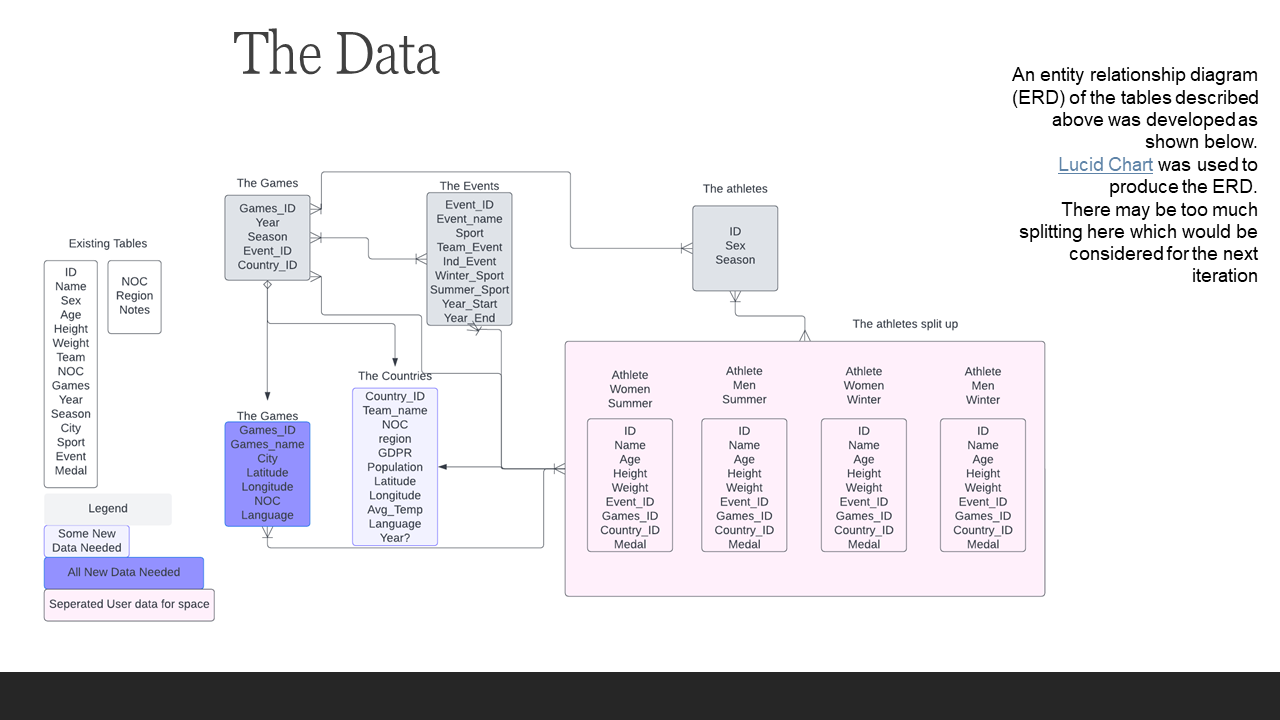 The Data
An entity relationship diagram
(ERD) of the tables described
above was developed as
shown below.
Lucid Chart was used to
produce the ERD.
There may be too much
splitting here which would be
considered for the next
iteration
Existing Tables
ID
Name
Sex
Age
Height
Weight
Team
NOC
Games
Year
Season
City
Sport
Event
Medal
NOC
Region
Notes
Legend
Some New
Data Needed
All New Data Needed
Seperated User data for space
The Games
Games_ID
Year
Season
Event_ID
Country_ID
The Events
Event_ID
Event_name
Sport
Team_Event
Ind_Event
Winter_Sport
Summer_Sport
Year_Start
Year_End
The athletes
ID
Sex
Season
The Games
Games_ID
Games_name
City
Latitude
Longitude
NOC
Language
The Countries
Country_ID
Team_name
NOC
region
GDPR
Population
Latitude
Longitude
Avg_Temp
Language
Year?
The athletes split up
Athlete
Women
Summer
ID
Name
Age
Height
Weight
Event_ID
Games_ID
Country_ID
Medal
Athlete
Men
Summer
ID
Name
Age
Height
Weight
Event_ID
Games_ID
Country_ID
Medal
Athlete
Women
Winter
ID
Name
Age
Height
Weight
Event_ID
Games_ID
Country_ID
Medal
Athlete
Men
Winter
ID
Name
Age
Height
Weight
Event_ID
Games_ID
Country_ID
Medal